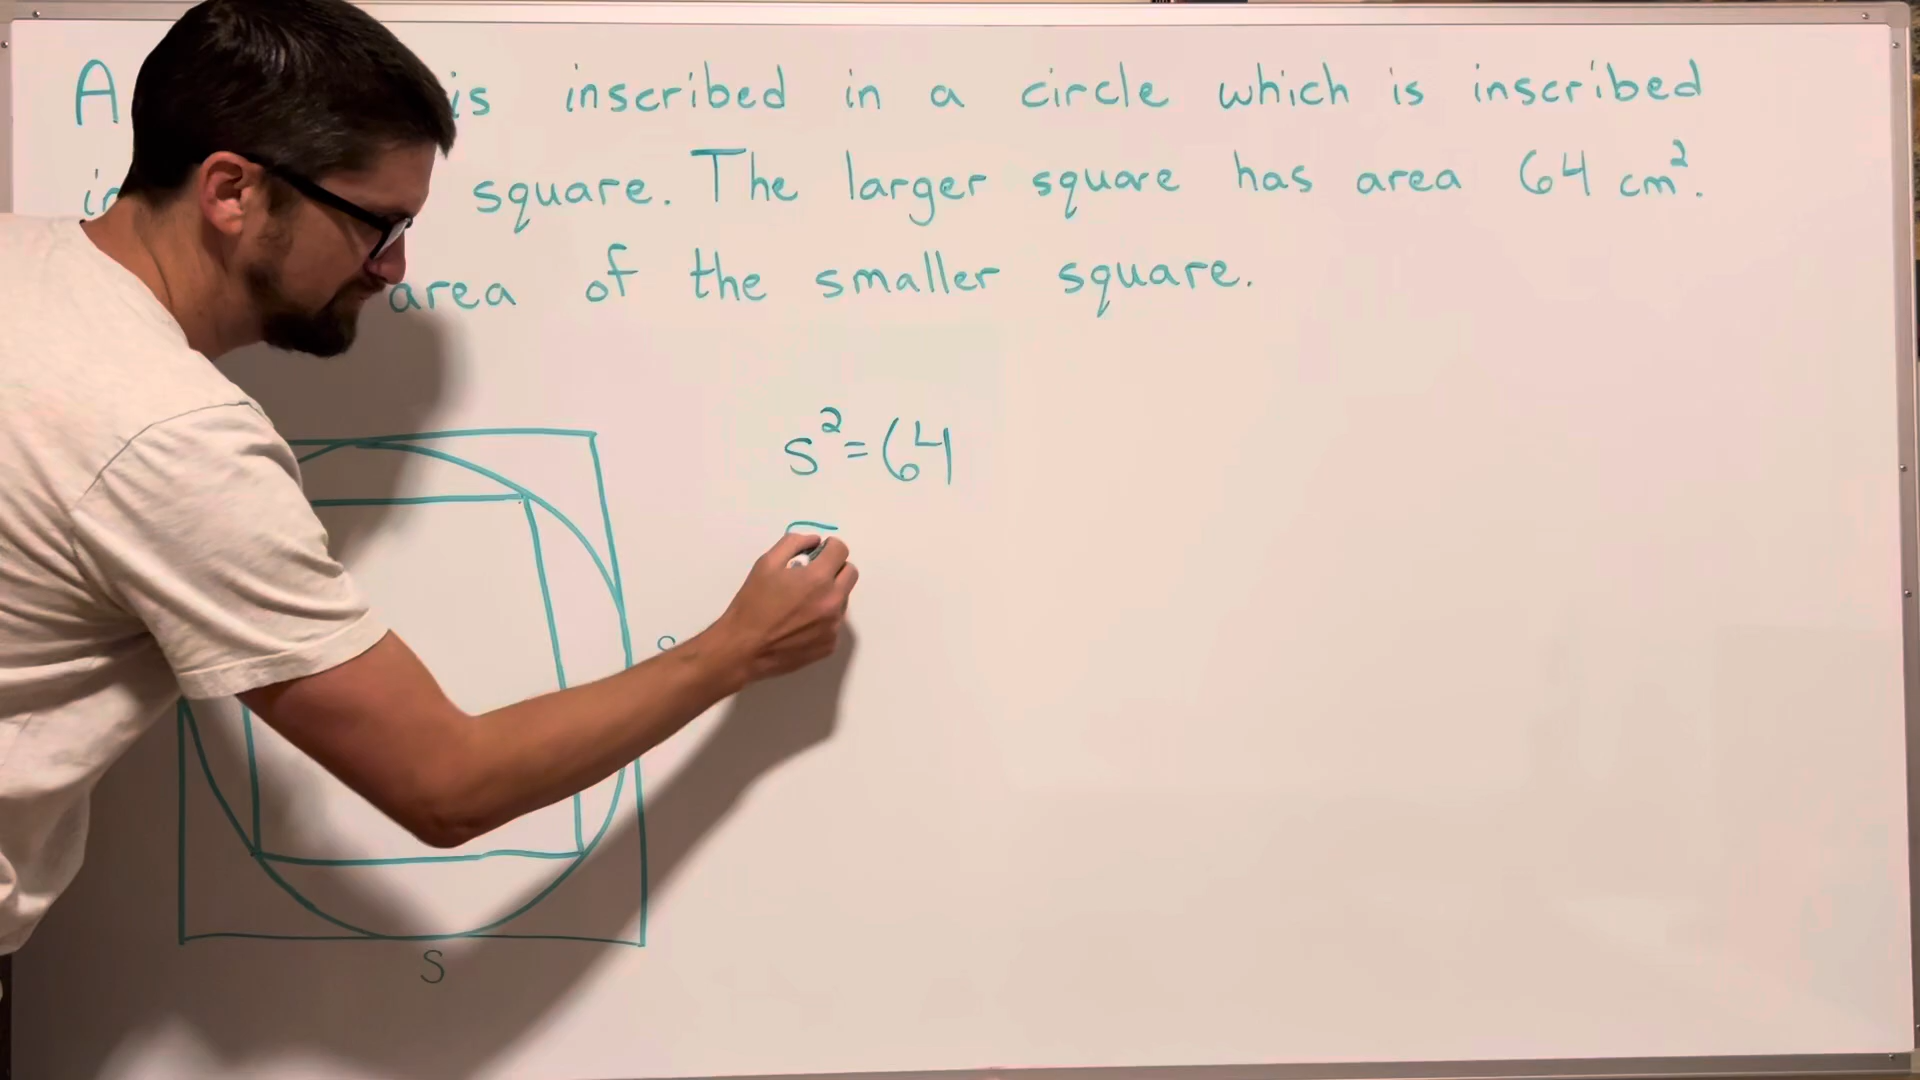 A is inscribed in a circle which is inscribed
square. The larger square has area 64 cm².
area of the smaller square.
s²=64
s